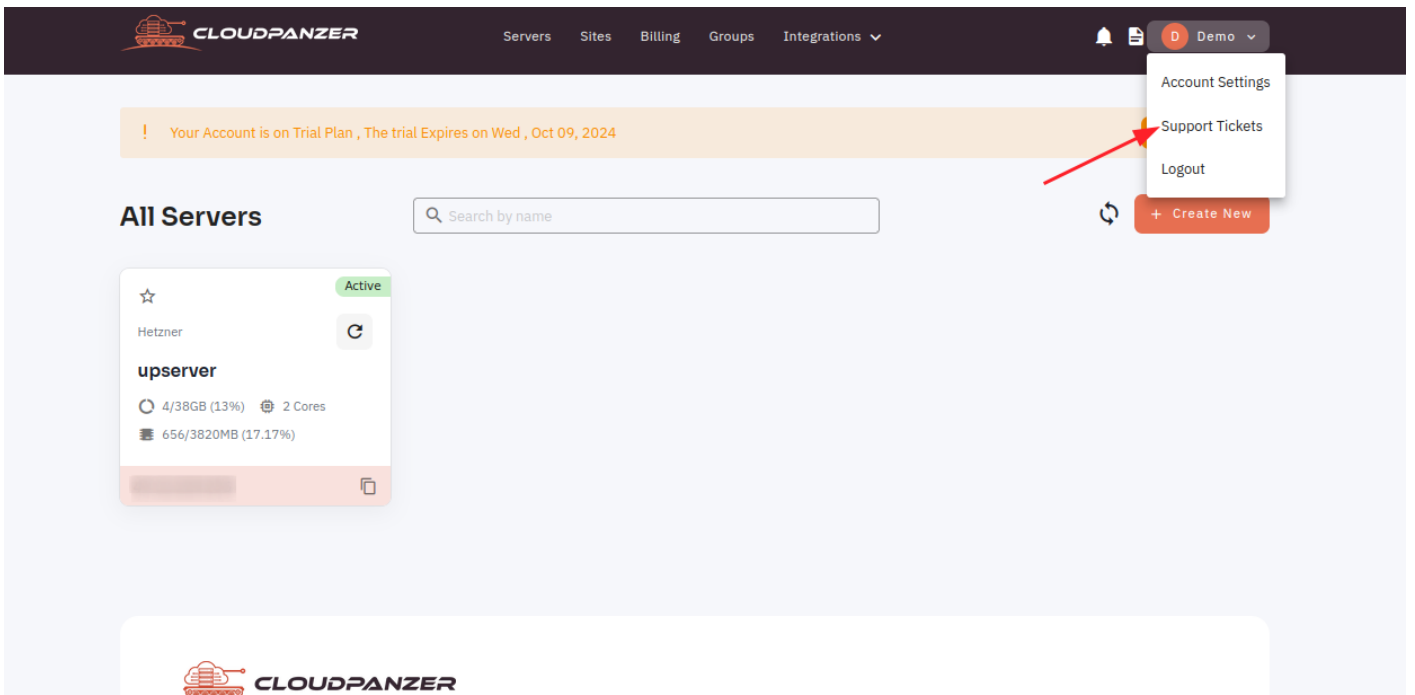 CLOUDPANZER
Servers Sites Billing Groups Integrations
D Demo
Account Settings
Support Tickets
Logout
! Your Account is on Trial Plan , The trial Expires on Wed , Oct 09, 2024
All Servers
Search by name
+ Create New
Active
Hetzner
upserver
4/38GB (13%) 2 Cores
656/3820MB (17.17%)
CLOUDPANZER